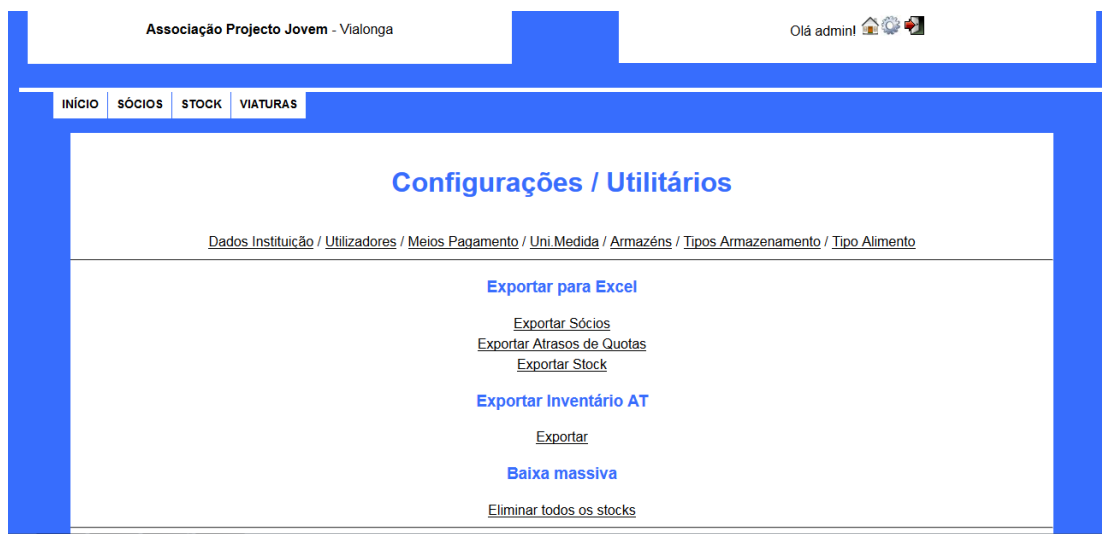 Associação Projecto Jovem - Vialonga
Olá admin!
INÍCIO SÓCIOS STOCK VIATURAS
Configurações / Utilitários
Dados Instituição / Utilizadores / Meios Pagamento / Uni.Medida / Armazéns / Tipos Armazenamento / Tipo Alimento
Exportar para Excel
Exportar Sócios
Exportar Atrasos de Quotas
Exportar Stock
Exportar Inventário AT
Exportar
Baixa massiva
Eliminar todos os stocks